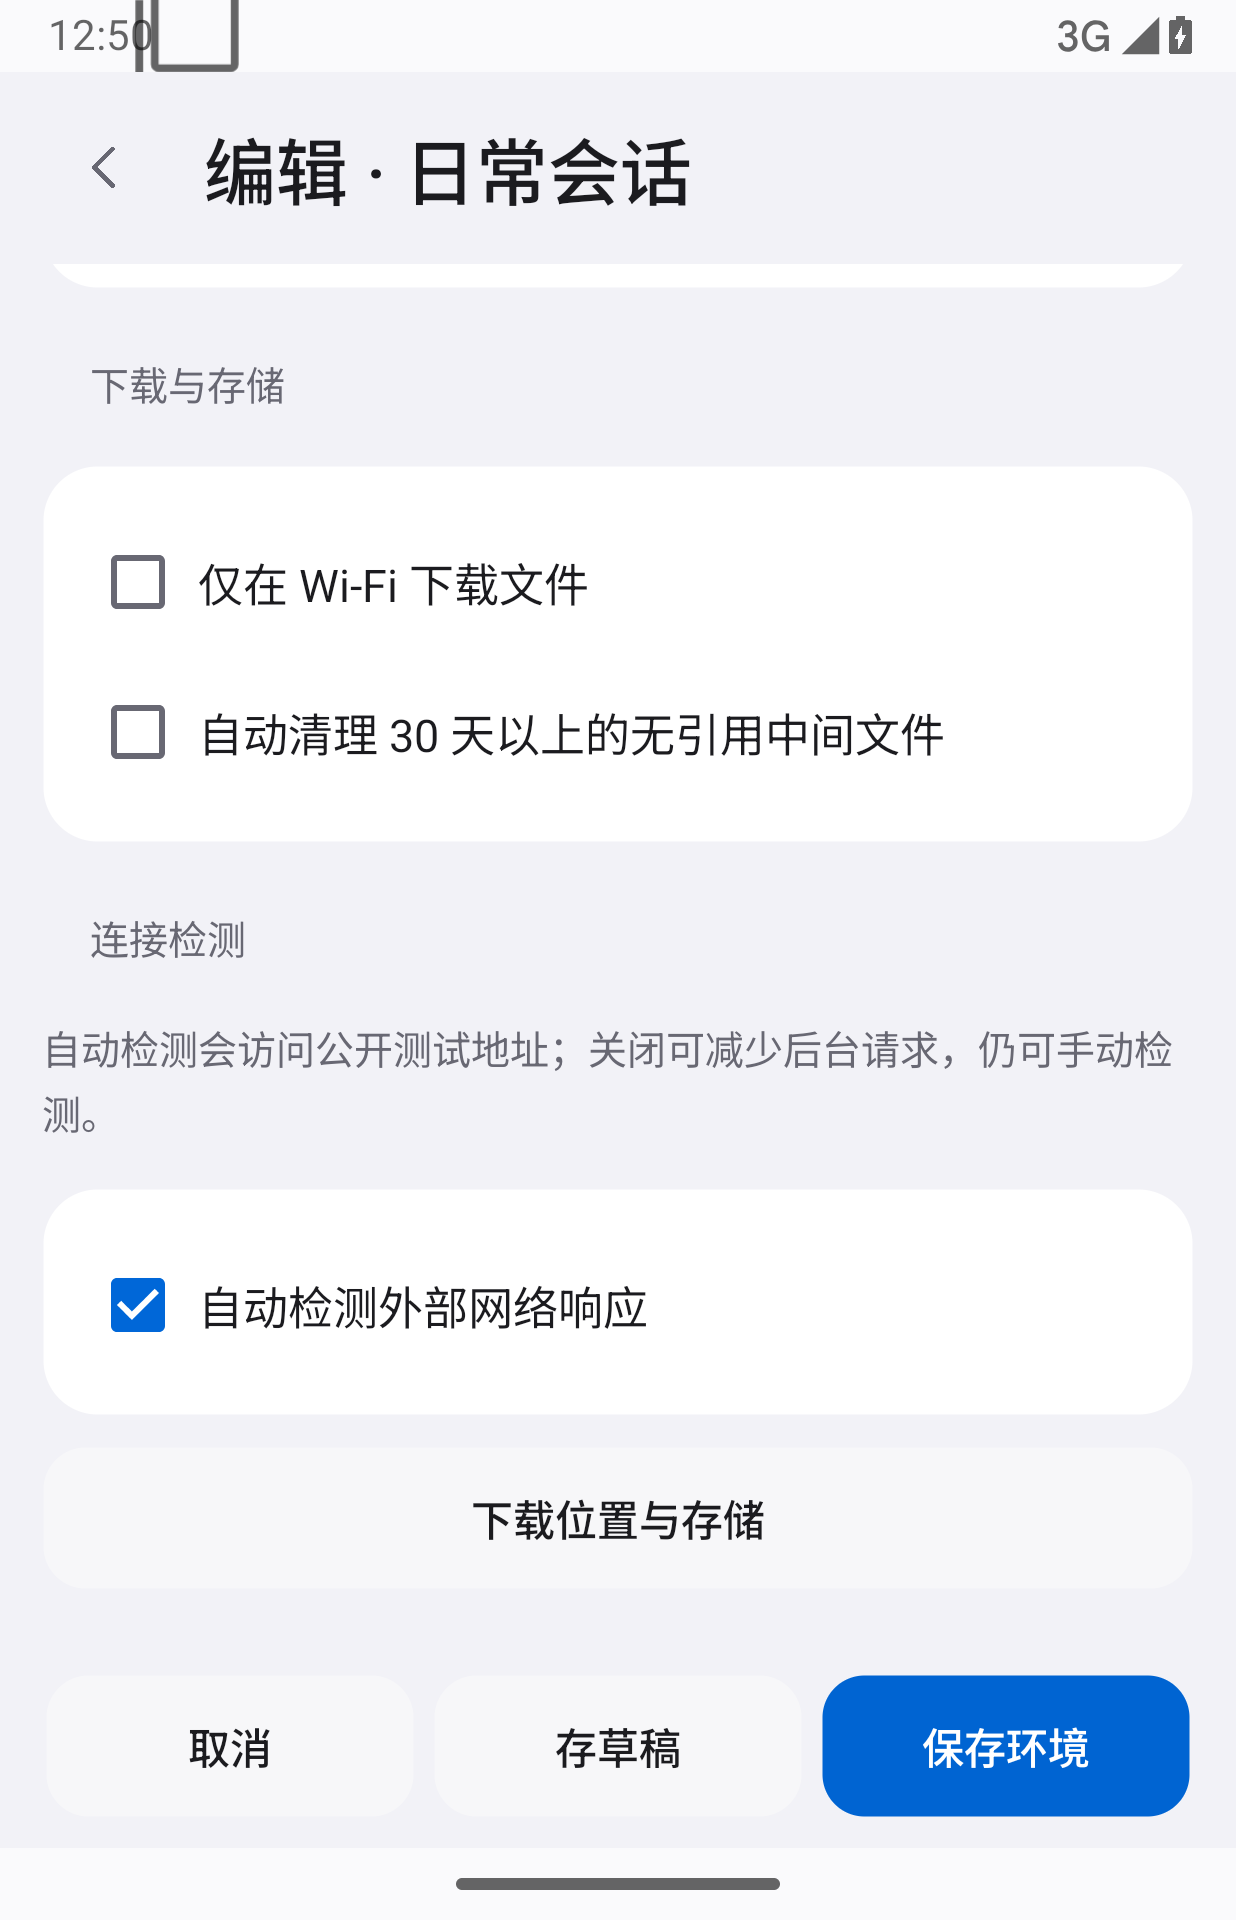 12:50
3G
编辑 · 日常会话
下载与存储
仅在 Wi-Fi 下载文件
自动清理 30 天以上的无引用中间文件
连接检测
自动检测会访问公开测试地址；关闭可减少后台请求，仍可手动检
测。
自动检测外部网络响应
下载位置与存储
取消
存草稿
保存环境